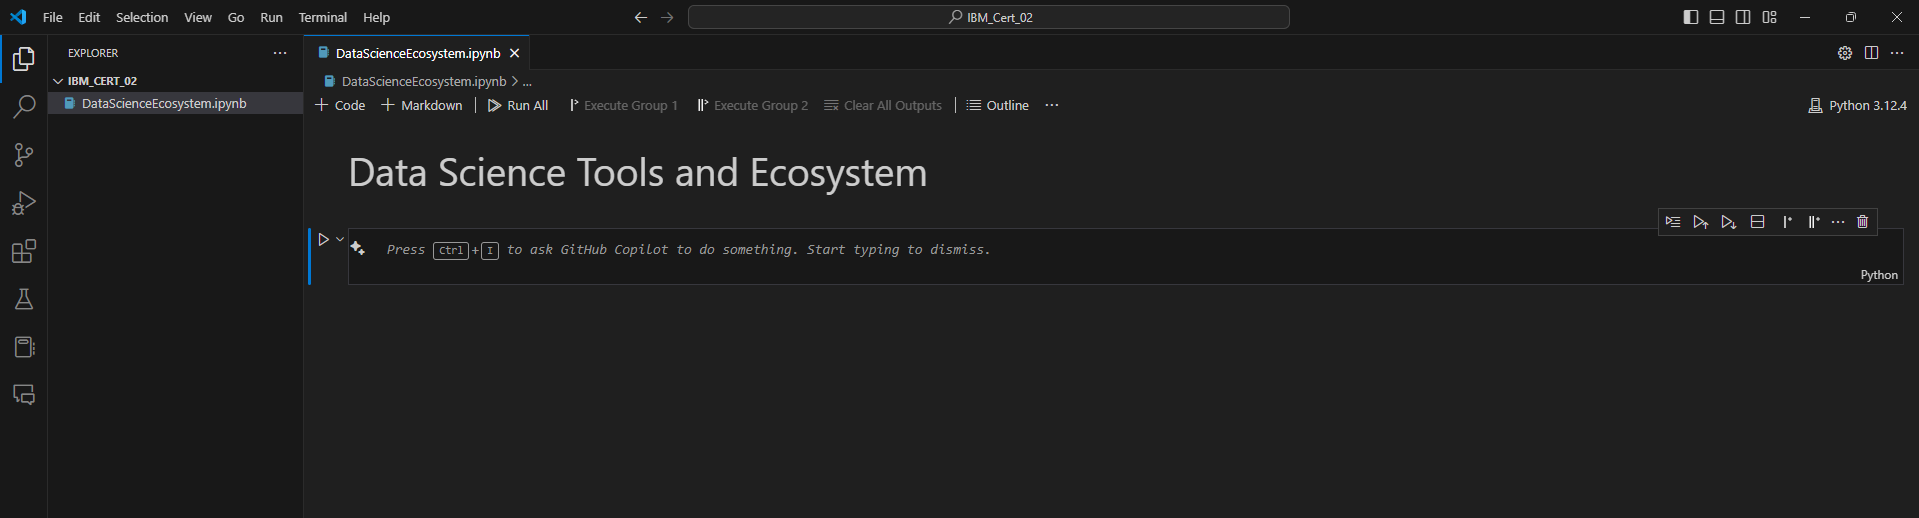 File Edit Selection View Go Run Terminal Help
IBM_Cert_02
EXPLORER
IBM_CERT_02
DataScienceEcosystem.ipynb
DataScienceEcosystem.ipynb
DataScienceEcosystem.ipynb > ...
Code Markdown Run All Execute Group 1 Execute Group 2 Clear All Outputs Outline ...
Python 3.12.4
Data Science Tools and Ecosystem
Press Ctrl+I to ask GitHub Copilot to do something. Start typing to dismiss.
Python